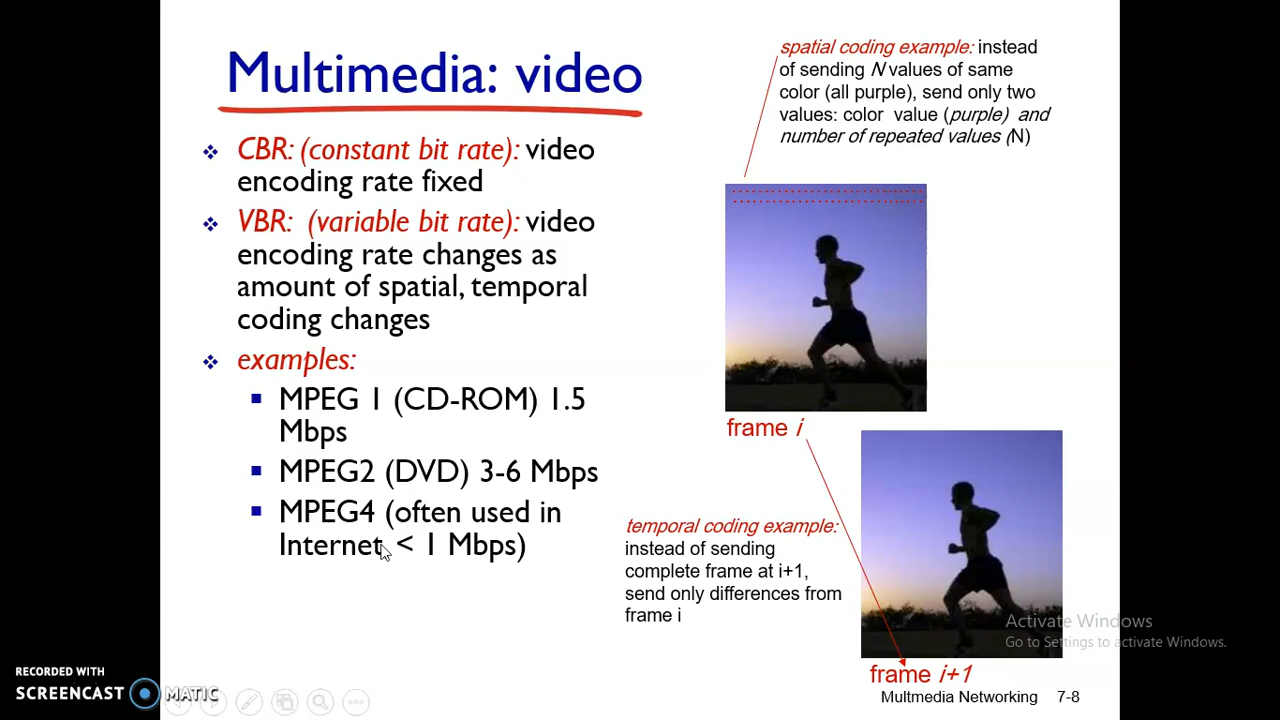 Multimedia: video
CBR: (constant bit rate): video
encoding rate fixed
VBR: (variable bit rate): video
encoding rate changes as
amount of spatial, temporal
coding changes
examples:
MPEG 1 (CD-ROM) 1.5
Mbps
MPEG2 (DVD) 3-6 Mbps
MPEG4 (often used in
Internet, < 1 Mbps)
spatial coding example: instead
of sending N values of same
color (all purple), send only two
values: color value (purple) and
number of repeated values (N)
frame i
temporal coding example:
instead of sending
complete frame at i+1,
send only differences from
frame i
frame i+1
Activate Windows
Go to Settings to activate Windows.
Multmedia Networking 7-8
RECORDED WITH
SCREENCAST MATIC